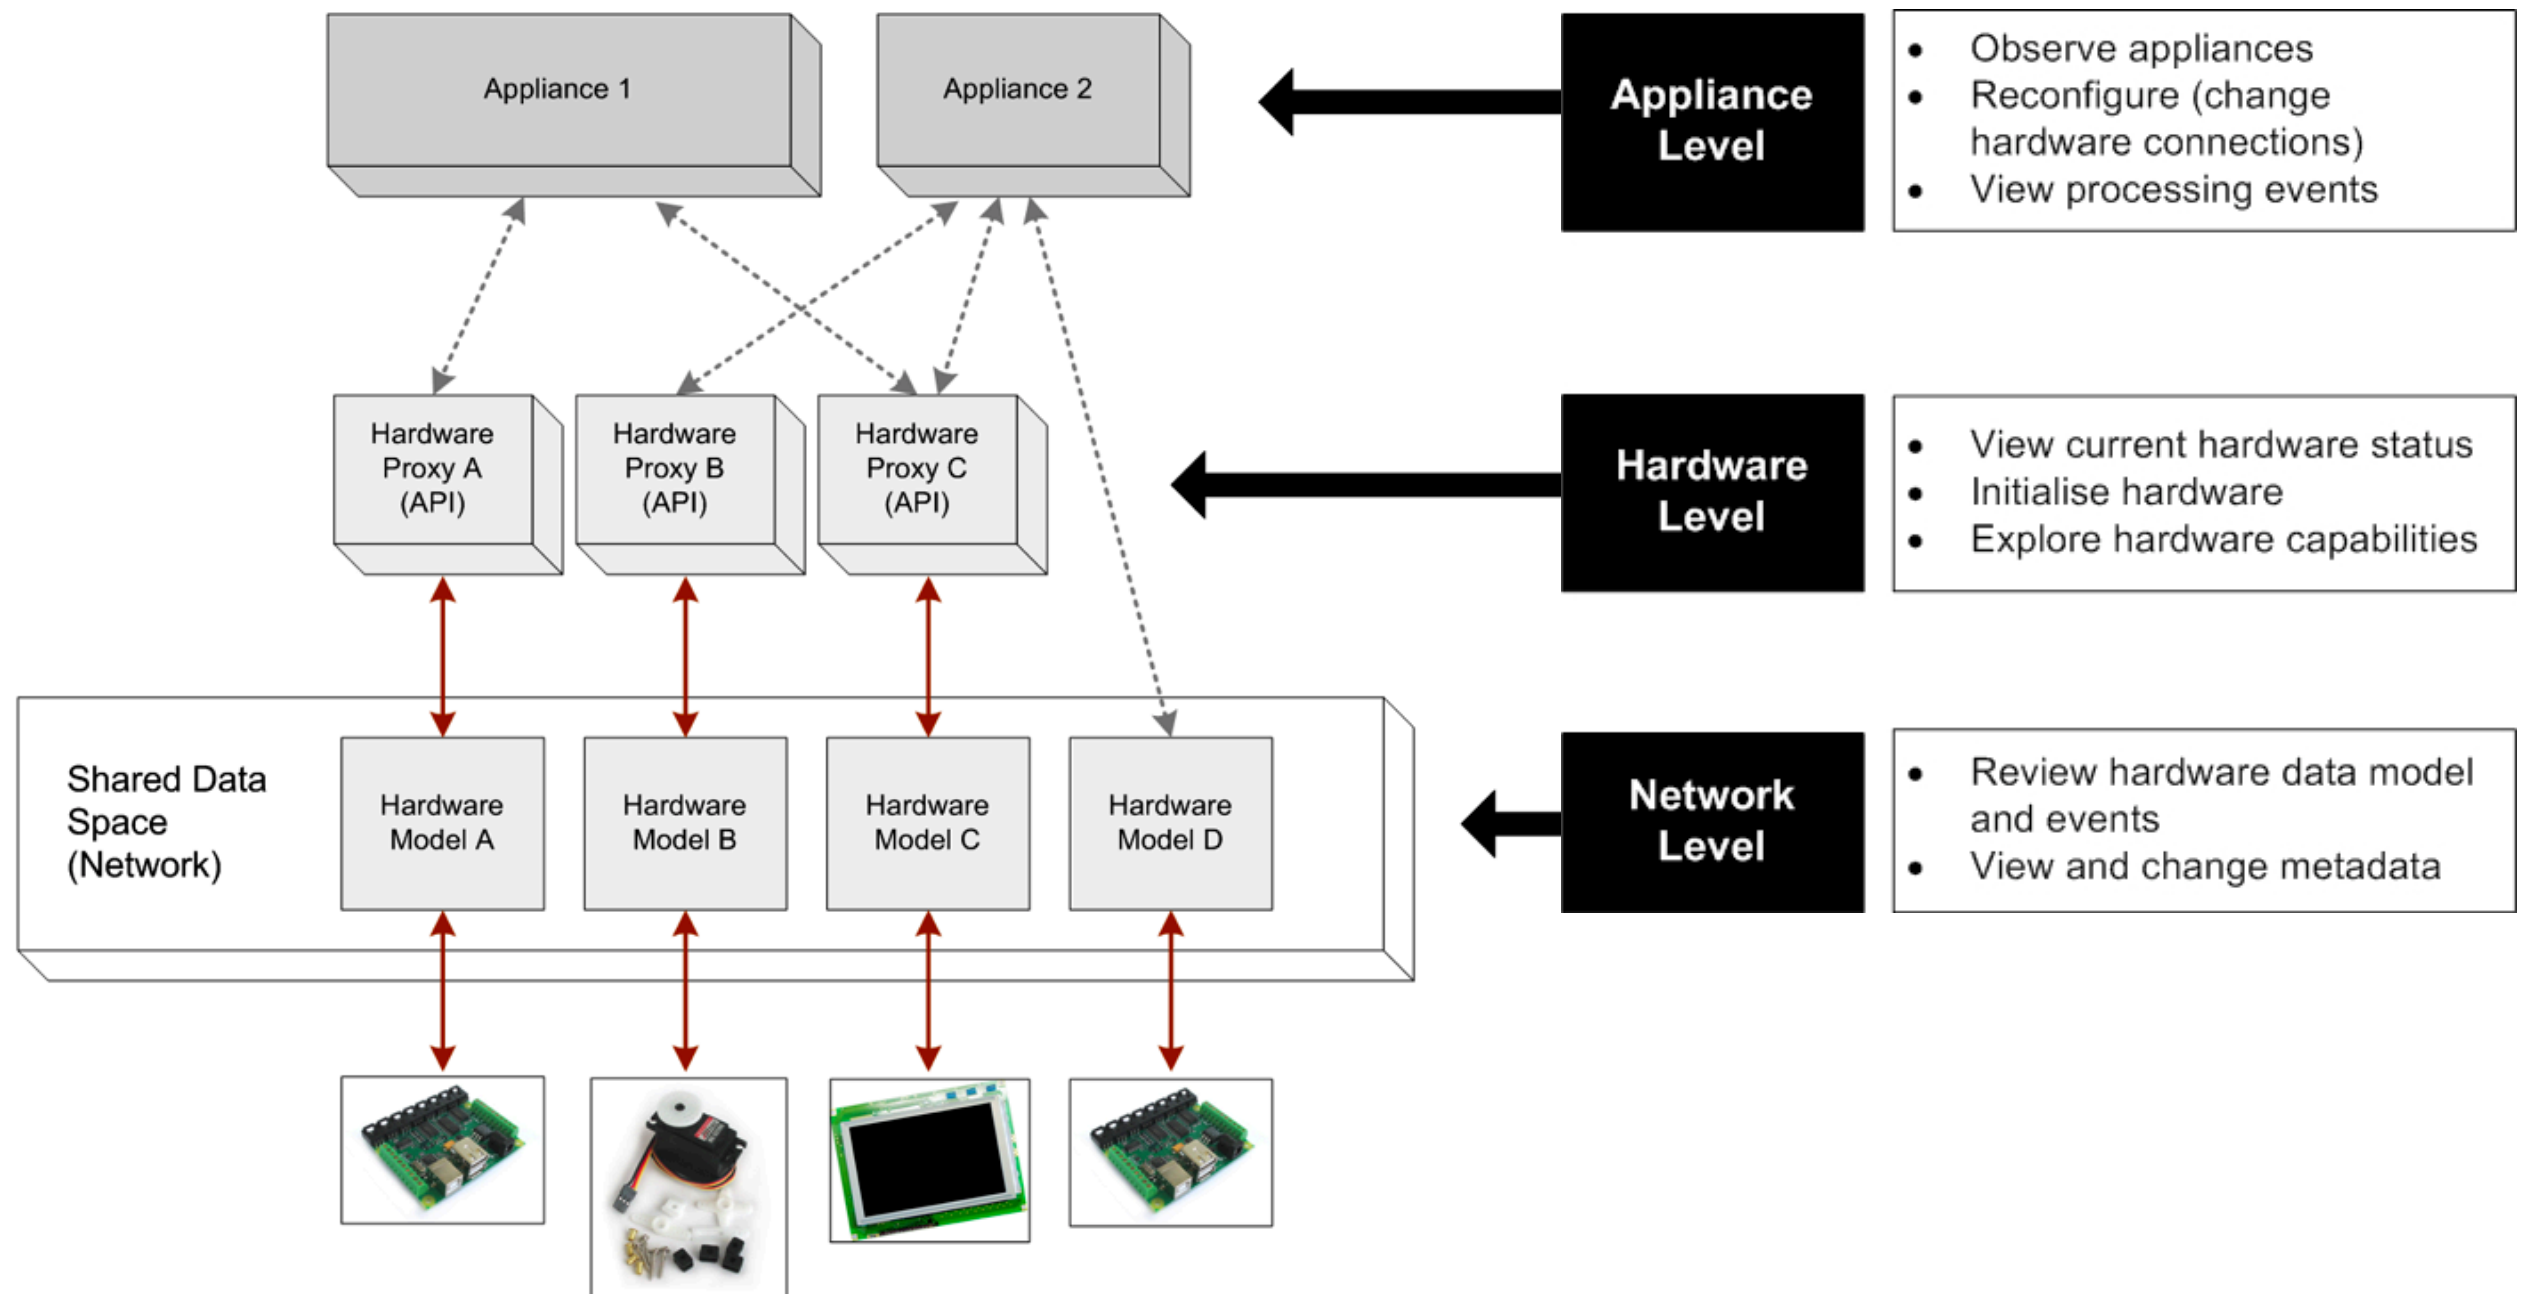 Appliance 1
Appliance 2
Appliance
Level
• Observe appliances
• Reconfigure (change
hardware connections)
• View processing events
Hardware
Proxy A
(API)
Hardware
Proxy B
(API)
Hardware
Proxy C
(API)
Hardware
Level
• View current hardware status
• Initialise hardware
• Explore hardware capabilities
Shared Data
Space
(Network)
Hardware
Model A
Hardware
Model B
Hardware
Model C
Hardware
Model D
Network
Level
• Review hardware data model
and events
• View and change metadata